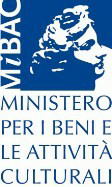 MiBAC
MINISTERO
PER I BENI E
LE ATTIVITÀ
CULTURALI